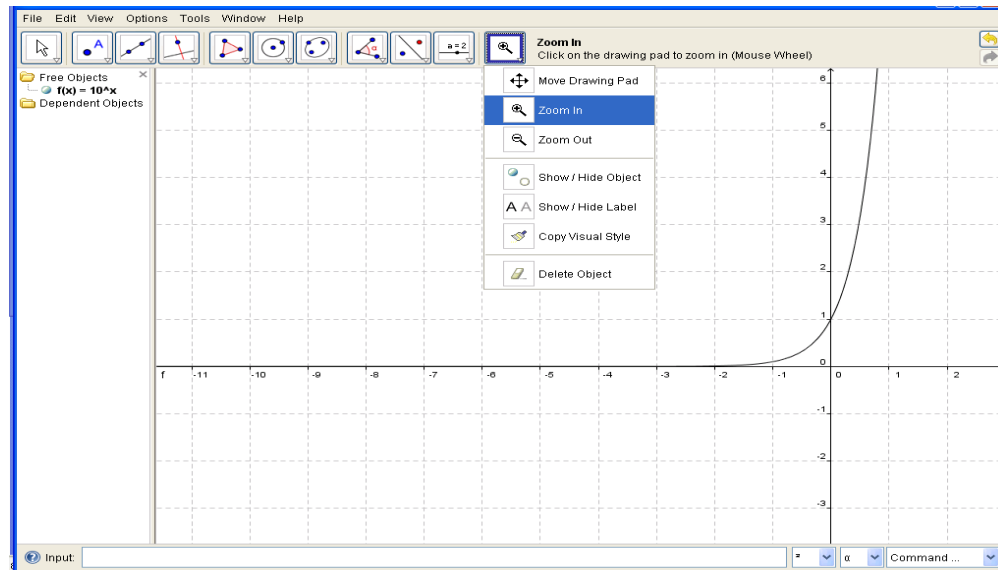 File Edit View Options Tools Window Help
A
α
a=2
Zoom In
Click on the drawing pad to zoom in (Mouse Wheel)
Free Objects
f(x) = 10^x
Dependent Objects
Move Drawing Pad
Zoom In
Zoom Out
Show / Hide Object
A A Show / Hide Label
Copy Visual Style
Delete Object
6
5
4
3
2
1
0
f -11 -10 -9 -8 -7 -6 -5 -4 -3 -2 -1 0 1 2
-1
-2
-3
Input:
α
Command ...